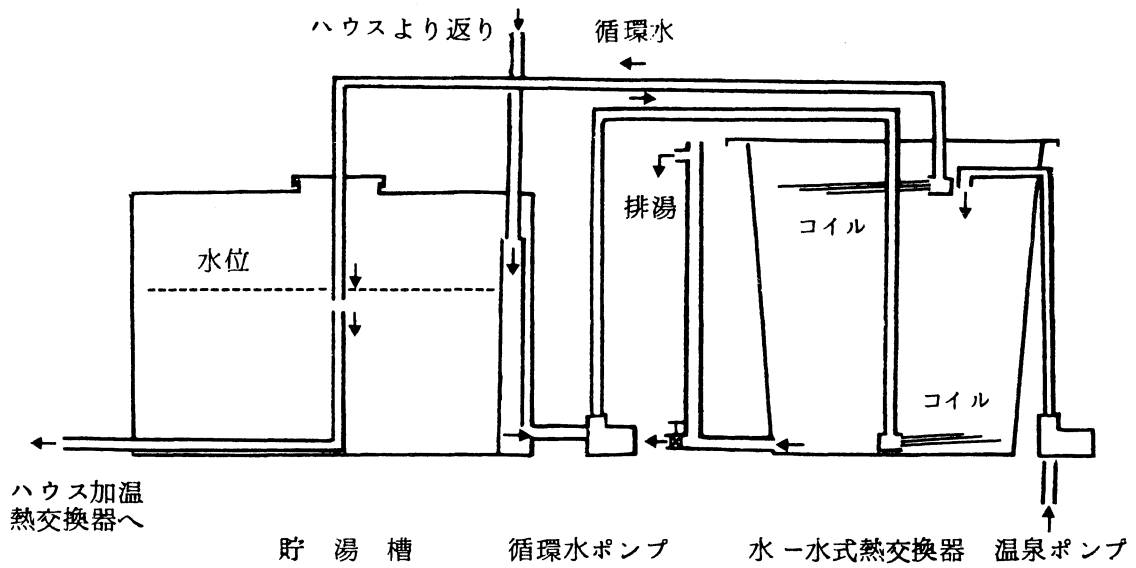 ハウスより返り
循環水
排湯
コイル
水位
コイル
ハウス加温
熱交換器へ
貯湯槽
循環水ポンプ
水ー水式熱交換器
温泉ポンプ